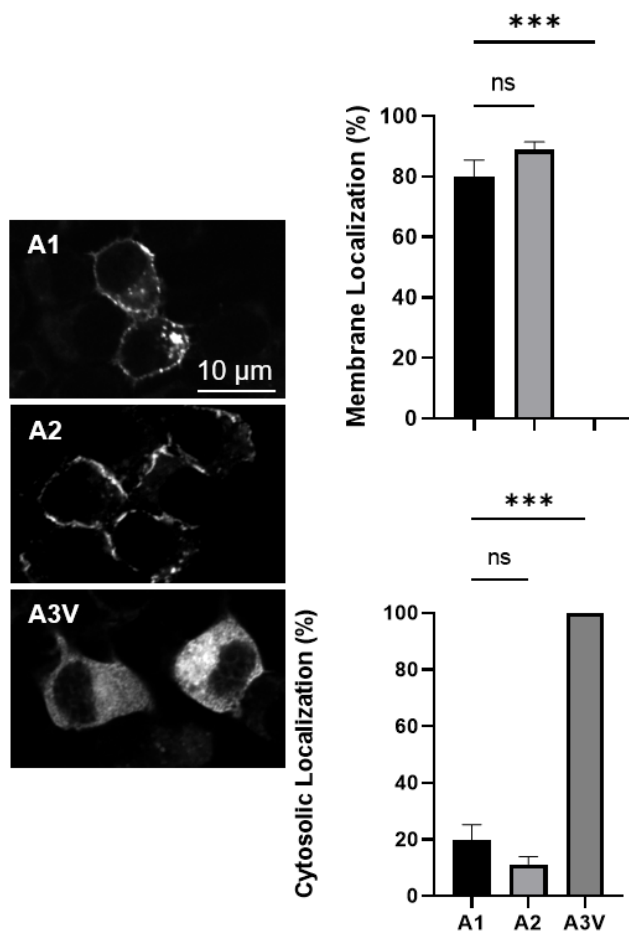 A1
10 µm
A2
A3V
***
ns
Membrane Localization (%)
100
80
60
40
20
0
***
ns
Cytosolic Localization (%)
100
80
60
40
20
0
A1 A2 A3V